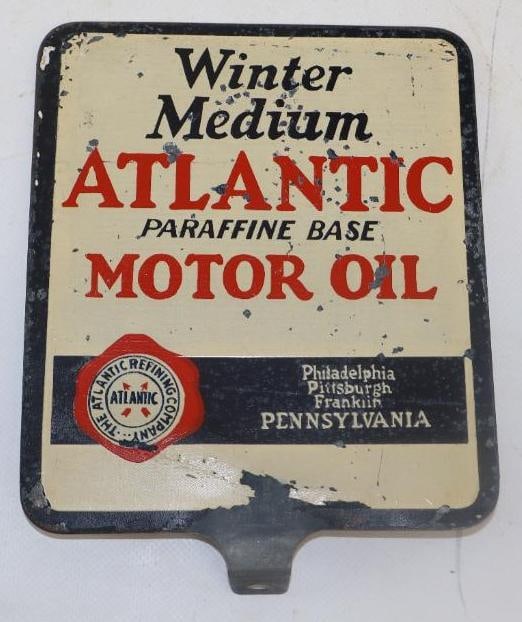 Winter
Medium
ATLANTIC
PARAFFINE BASE
MOTOR OIL
THE ATLANTIC REFINING COMPANY
ATLANTIC
Philadelphia
Pittsburgh
Franklin
PENNSYLVANIA